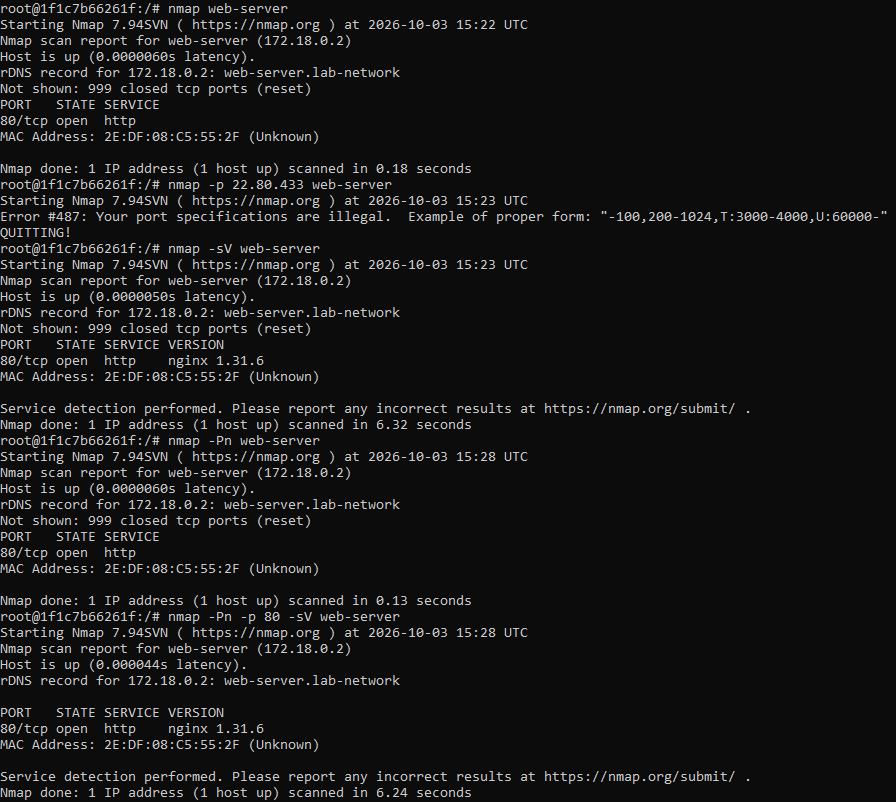 root@1f1c7b66261f:/# nmap web-server
Starting Nmap 7.94SVN ( https://nmap.org ) at 2026-10-03 15:22 UTC
Nmap scan report for web-server (172.18.0.2)
Host is up (0.0000060s latency).
rDNS record for 172.18.0.2: web-server.lab-network
Not shown: 999 closed tcp ports (reset)
PORT   STATE SERVICE
80/tcp open  http
MAC Address: 2E:DF:08:C5:55:2F (Unknown)

Nmap done: 1 IP address (1 host up) scanned in 0.18 seconds
root@1f1c7b66261f:/# nmap -p 22.80.433 web-server
Starting Nmap 7.94SVN ( https://nmap.org ) at 2026-10-03 15:23 UTC
Error #487: Your port specifications are illegal.  Example of proper form: "-100,200-1024,T:3000-4000,U:60000-"
QUITTING!
root@1f1c7b66261f:/# nmap -sV web-server
Starting Nmap 7.94SVN ( https://nmap.org ) at 2026-10-03 15:23 UTC
Nmap scan report for web-server (172.18.0.2)
Host is up (0.0000050s latency).
rDNS record for 172.18.0.2: web-server.lab-network
Not shown: 999 closed tcp ports (reset)
PORT   STATE SERVICE VERSION
80/tcp open  http    nginx 1.31.6
MAC Address: 2E:DF:08:C5:55:2F (Unknown)

Service detection performed. Please report any incorrect results at https://nmap.org/submit/ .
Nmap done: 1 IP address (1 host up) scanned in 6.32 seconds
root@1f1c7b66261f:/# nmap -Pn web-server
Starting Nmap 7.94SVN ( https://nmap.org ) at 2026-10-03 15:28 UTC
Nmap scan report for web-server (172.18.0.2)
Host is up (0.0000060s latency).
rDNS record for 172.18.0.2: web-server.lab-network
Not shown: 999 closed tcp ports (reset)
PORT   STATE SERVICE
80/tcp open  http
MAC Address: 2E:DF:08:C5:55:2F (Unknown)

Nmap done: 1 IP address (1 host up) scanned in 0.13 seconds
root@1f1c7b66261f:/# nmap -Pn -p 80 -sV web-server
Starting Nmap 7.94SVN ( https://nmap.org ) at 2026-10-03 15:28 UTC
Nmap scan report for web-server (172.18.0.2)
Host is up (0.000044s latency).
rDNS record for 172.18.0.2: web-server.lab-network

PORT   STATE SERVICE VERSION
80/tcp open  http    nginx 1.31.6
MAC Address: 2E:DF:08:C5:55:2F (Unknown)

Service detection performed. Please report any incorrect results at https://nmap.org/submit/ .
Nmap done: 1 IP address (1 host up) scanned in 6.24 seconds